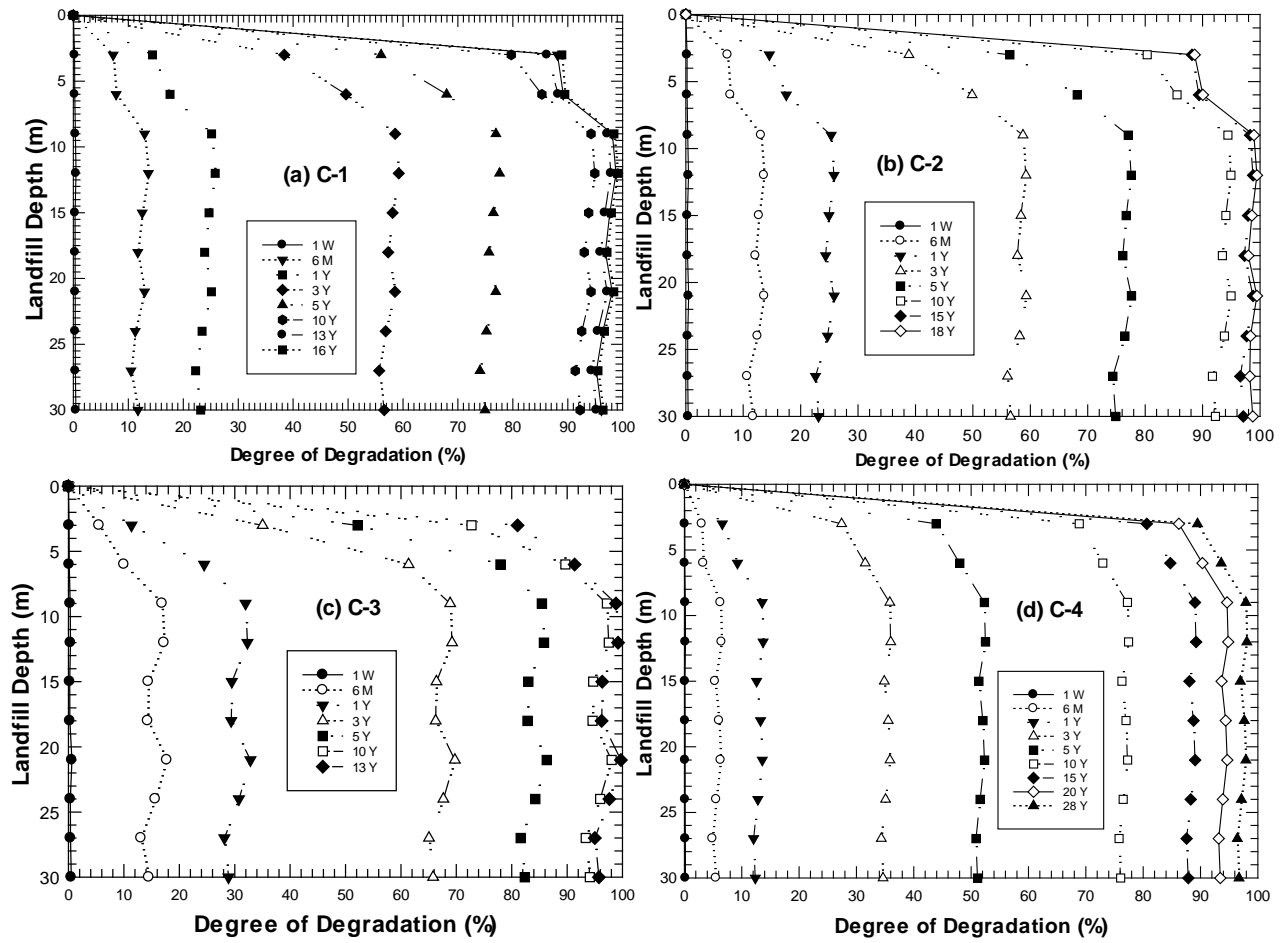 0 10 20 30 40 50 60 70 80 90 100
0
5
10
15
20
25
30
Landfill Depth (m)
Degree of Degradation (%)
(a) C-1
1 W
6 M
1 Y
3 Y
5 Y
10 Y
13 Y
16 Y
0 10 20 30 40 50 60 70 80 90 100
0
5
10
15
20
25
30
Landfill Depth (m)
Degree of Degradation (%)
(b) C-2
1 W
6 M
1 Y
3 Y
5 Y
10 Y
15 Y
18 Y
0 10 20 30 40 50 60 70 80 90 100
0
5
10
15
20
25
30
Landfill Depth (m)
Degree of Degradation (%)
(c) C-3
1 W
6 M
1 Y
3 Y
5 Y
10 Y
13 Y
0 10 20 30 40 50 60 70 80 90 100
0
5
10
15
20
25
30
Landfill Depth (m)
Degree of Degradation (%)
(d) C-4
1 W
6 M
1 Y
3 Y
5 Y
10 Y
15 Y
20 Y
28 Y